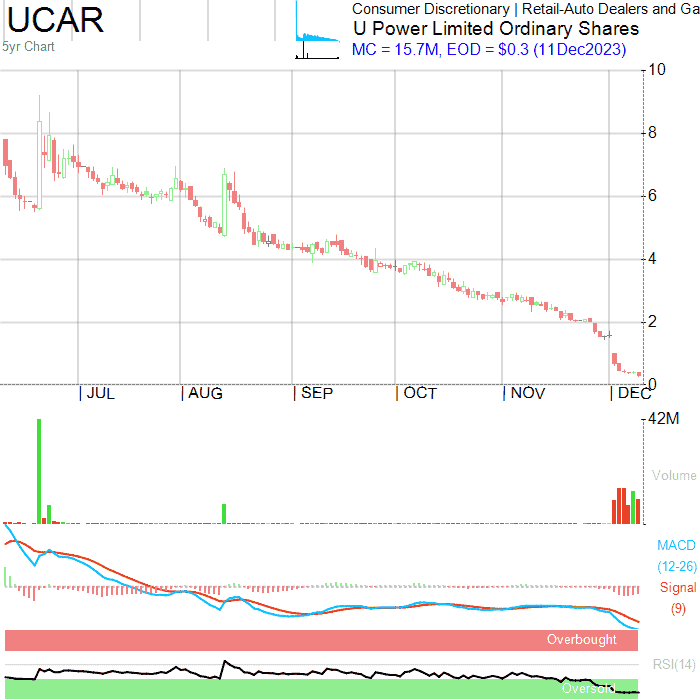 UCAR
Consumer Discretionary | Retail-Auto Dealers and Ga
U Power Limited Ordinary Shares
5yr Chart
MC = 15.7M, EOD = $0.3 (11Dec2023)
10
8
6
4
2
0
JUL
AUG
SEP
OCT
NOV
DEC
42M
Volume
MACD
(12-26)
Signal
(9)
Overbought
RSI(14)
Oversold